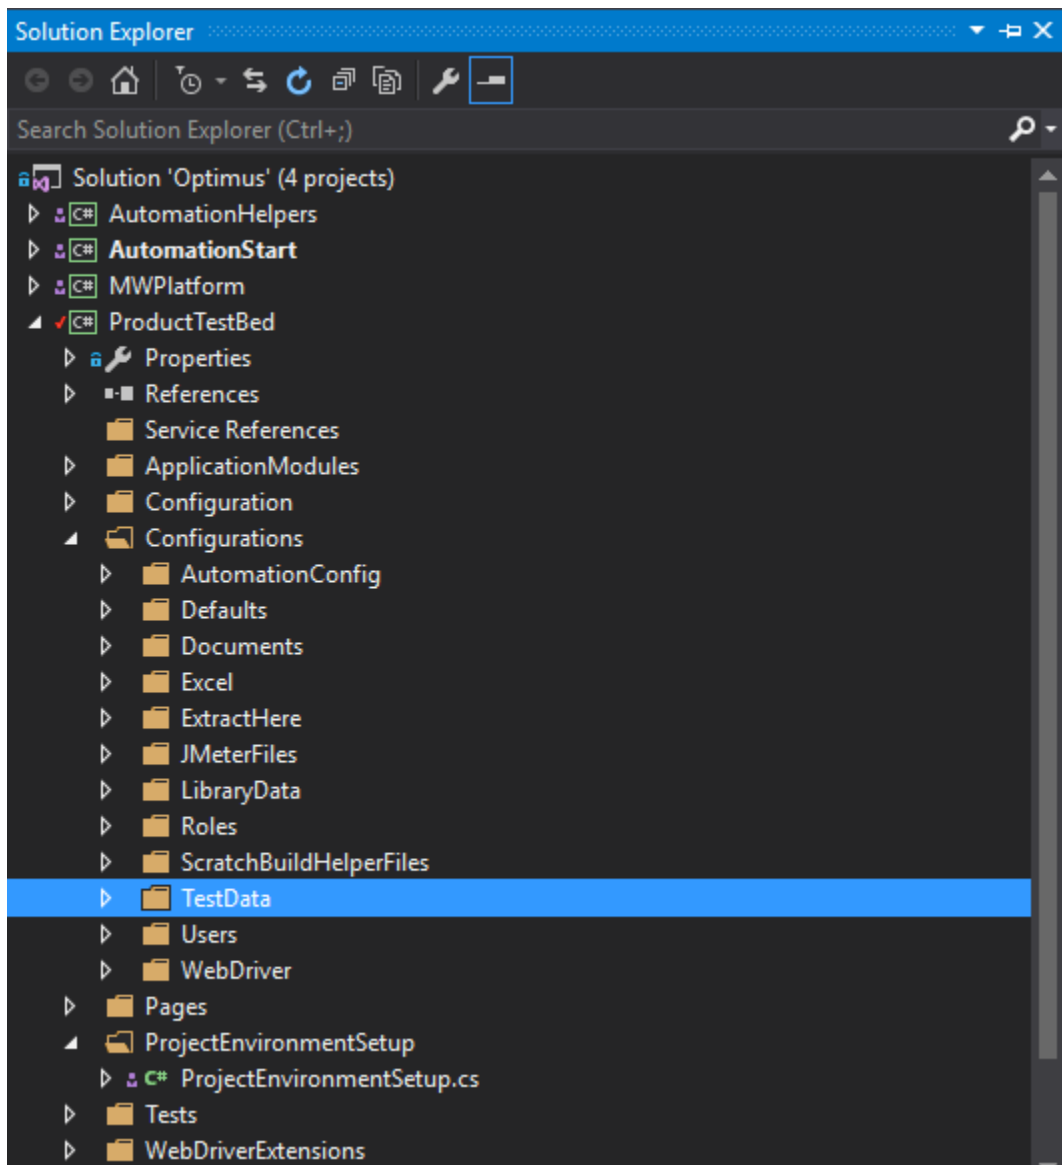 Solution Explorer
Search Solution Explorer (Ctrl+;)
Solution 'Optimus' (4 projects)
C# AutomationHelpers
C# AutomationStart
C# MWPlatform
C# ProductTestBed
Properties
References
Service References
ApplicationModules
Configuration
Configurations
AutomationConfig
Defaults
Documents
Excel
ExtractHere
JMeterFiles
LibraryData
Roles
ScratchBuildHelperFiles
TestData
Users
WebDriver
Pages
ProjectEnvironmentSetup
C# ProjectEnvironmentSetup.cs
Tests
WebDriverExtensions